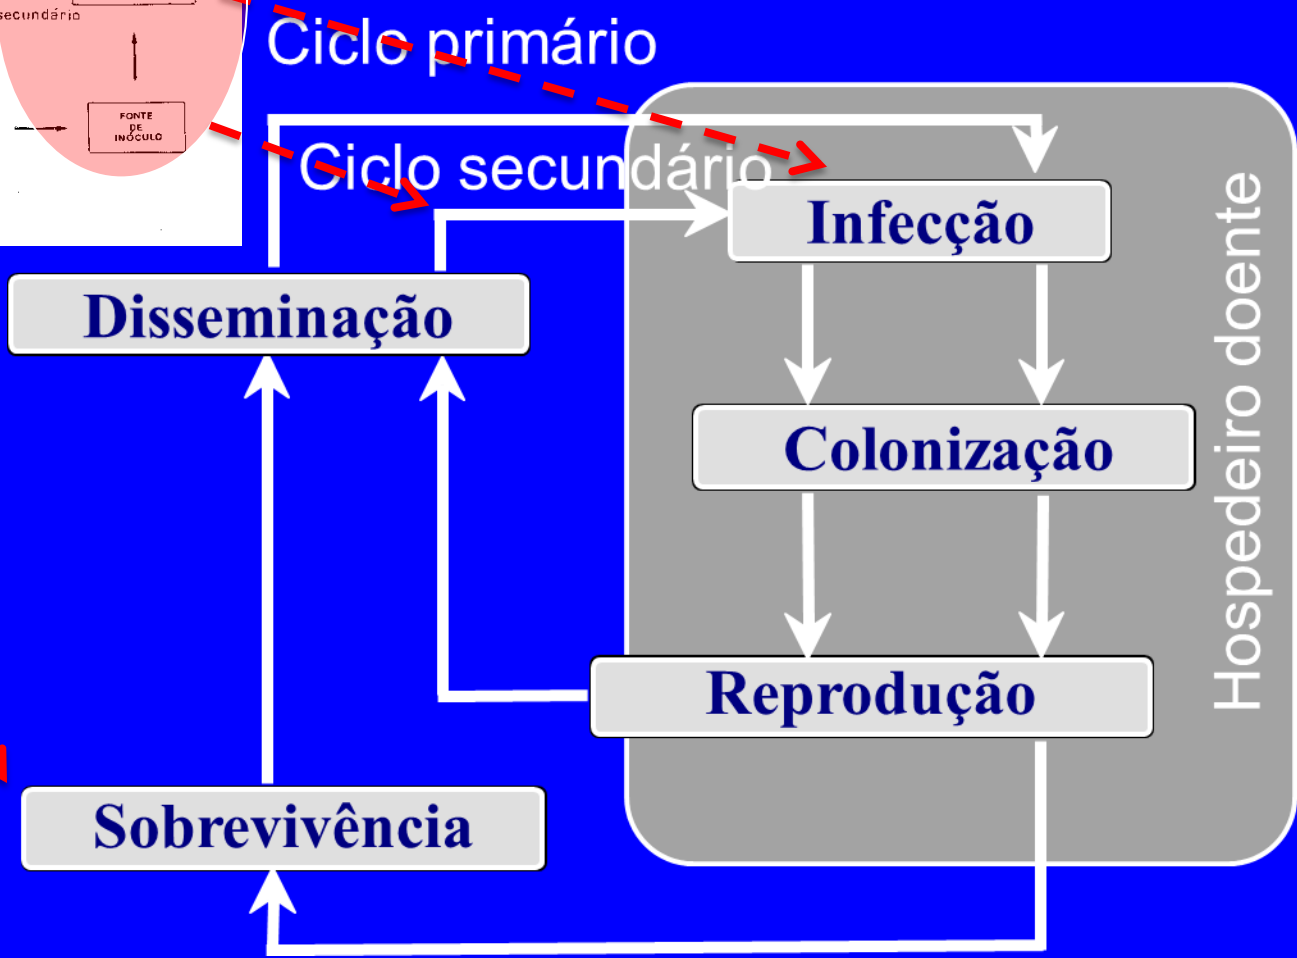 secundário
FONTE
DE
INÓCULO
Ciclo primário
Ciclo secundário
Infecção
Disseminação
Colonização
Reprodução
Sobrevivência
Hospedeiro doente